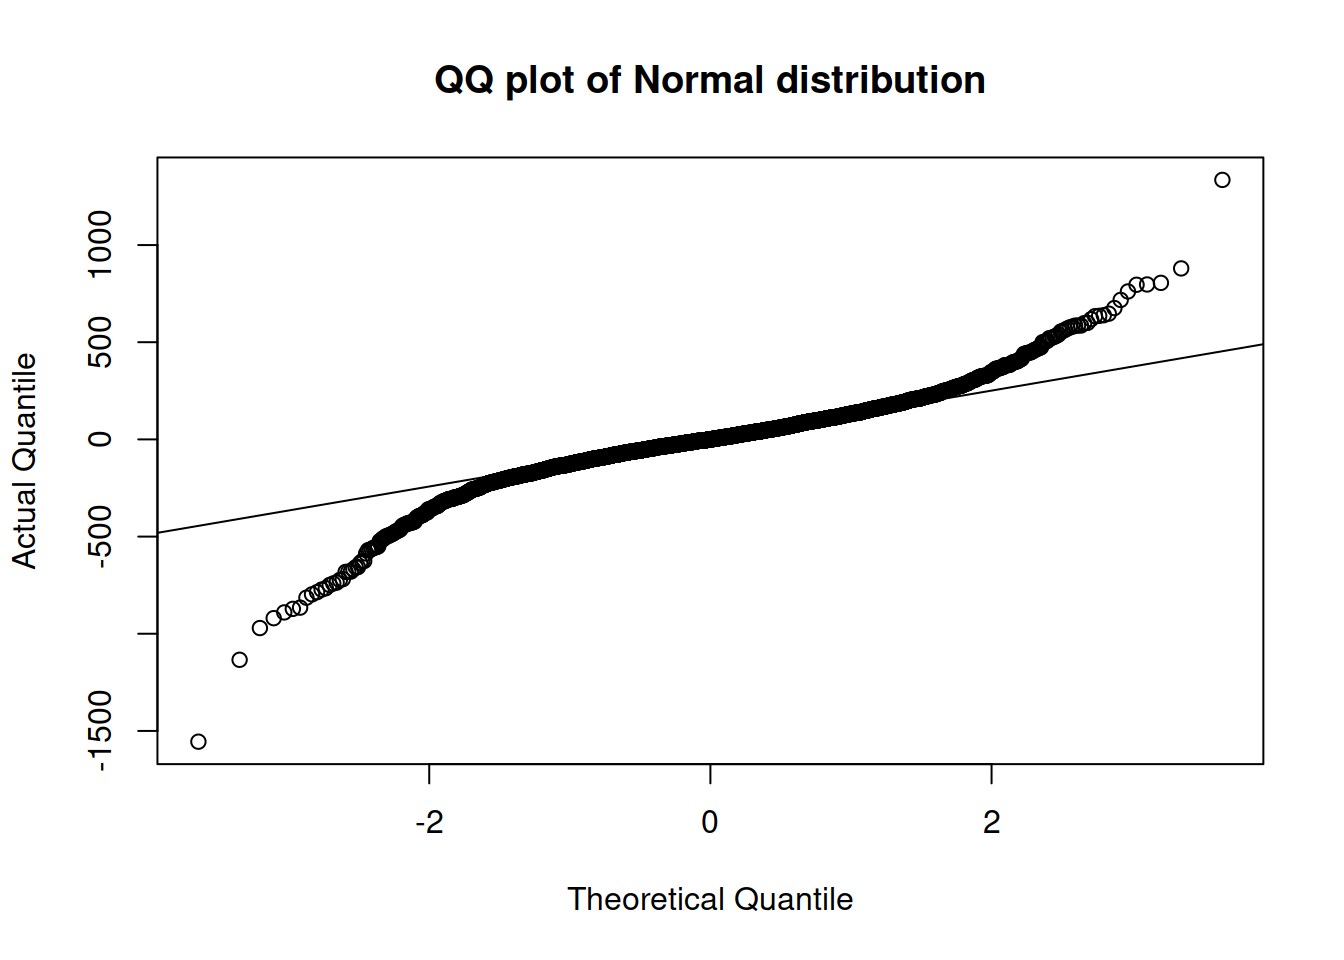 QQ plot of Normal distribution
Actual Quantile
1000
500
0
-500
-1500
-2
0
2
Theoretical Quantile